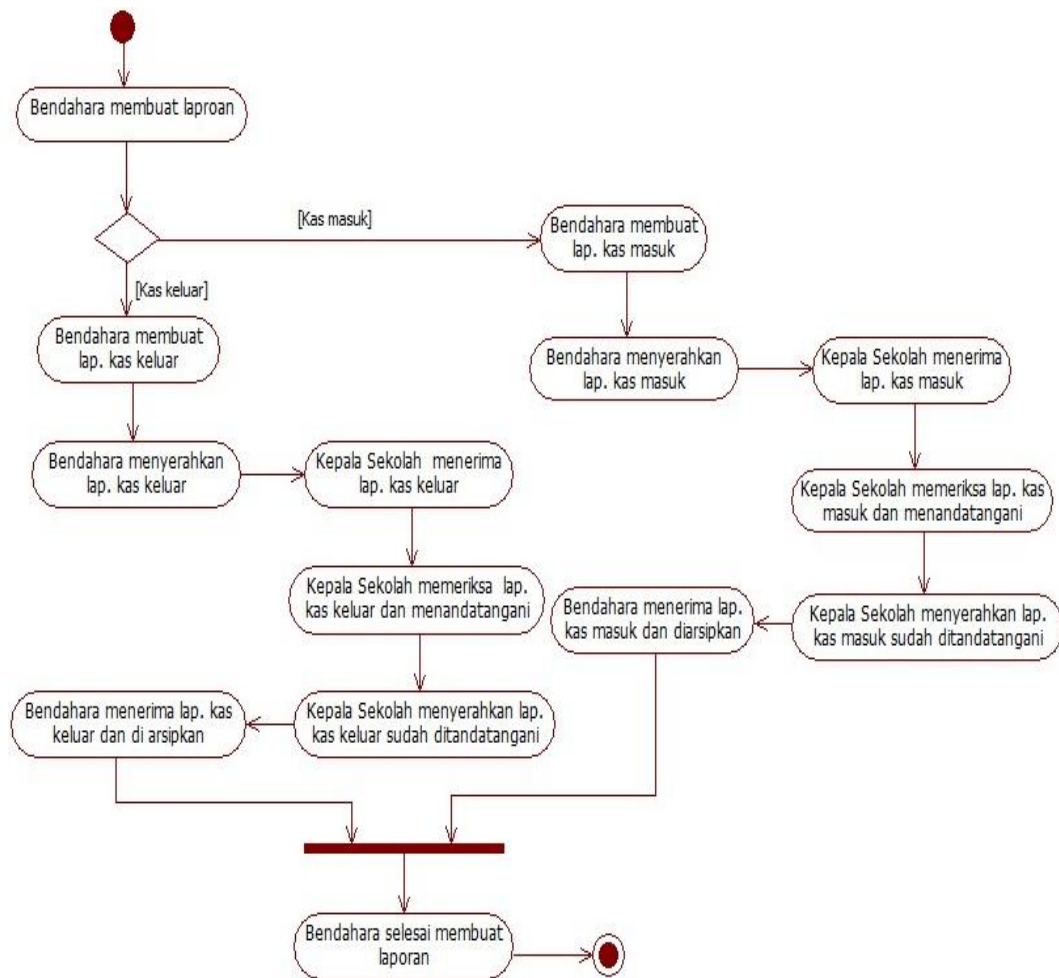 Bendahara membuat laproan
[Kas masuk]
Bendahara membuat
lap. kas masuk
[Kas keluar]
Bendahara membuat
lap. kas keluar
Bendahara menyerahkan
lap. kas masuk
Kepala Sekolah menerima
lap. kas masuk
Bendahara menyerahkan
lap. kas keluar
Kepala Sekolah menerima
lap. kas keluar
Kepala Sekolah memeriksa lap. kas
masuk dan menandatangani
Kepala Sekolah memeriksa lap.
kas keluar dan menandatangani
Bendahara menerima lap.
kas masuk dan diarsipkan
Kepala Sekolah menyerahkan lap.
kas masuk sudah ditandatangani
Bendahara menerima lap. kas
keluar dan di arsipkan
Kepala Sekolah menyerahkan lap.
kas keluar sudah ditandatangani
Bendahara selesai membuat
laporan